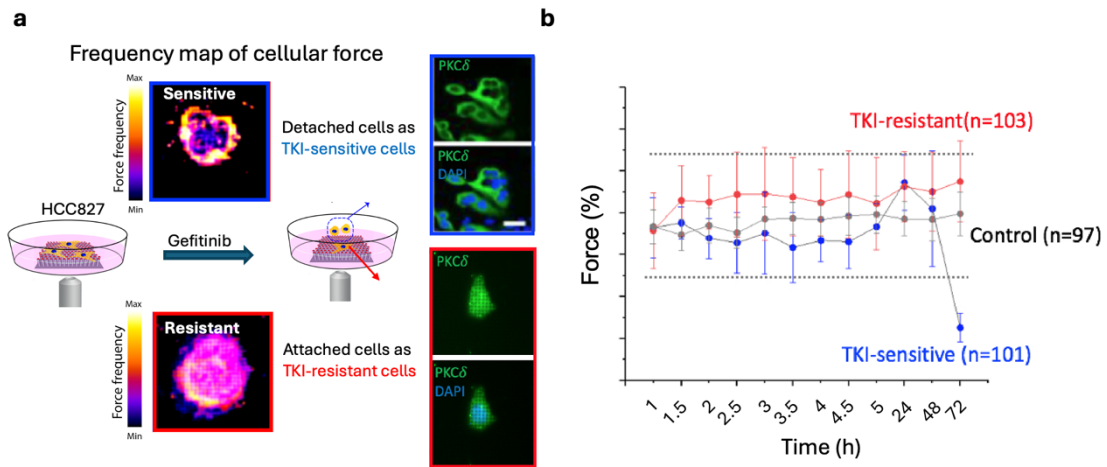 a
Frequency map of cellular force
Max
Force frequency
Min
Sensitive
Detached cells as
TKI-sensitive cells
PKCδ
PKCδ
DAPI
HCC827
Gefitinib
Max
Force frequency
Min
Resistant
Attached cells as
TKI-resistant cells
PKCδ
PKCδ
DAPI
b
Force (%)
TKI-resistant(n=103)
Control (n=97)
TKI-sensitive (n=101)
1 1.5 2 2.5 3 3.5 4 4.5 5 24 48 72
Time (h)